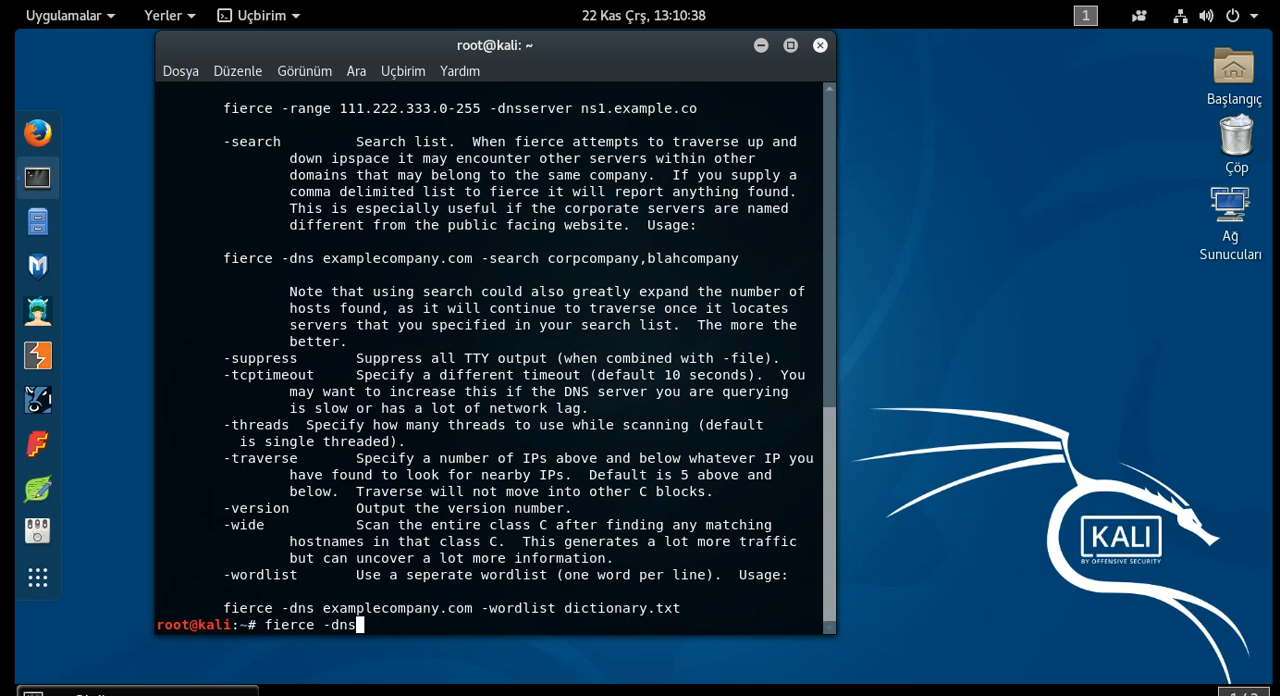 Uygulamalar Yerler Uçbirim 22 Kas Çrş, 13:10:38 1
root@kali: ~
Dosya Düzenle Görünüm Ara Uçbirim Yardım
fierce -range 111.222.333.0-255 -dnsserver ns1.example.co
-search Search list. When fierce attempts to traverse up and
down ipspace it may encounter other servers within other
domains that may belong to the same company. If you supply a
comma delimited list to fierce it will report anything found.
This is especially useful if the corporate servers are named
different from the public facing website. Usage:
fierce -dns examplecompany.com -search corpcompany,blahcompany
Note that using search could also greatly expand the number of
hosts found, as it will continue to traverse once it locates
servers that you specified in your search list. The more the
better.
-suppress Suppress all TTY output (when combined with -file).
-tcptimeout Specify a different timeout (default 10 seconds). You
may want to increase this if the DNS server you are querying
is slow or has a lot of network lag.
-threads Specify how many threads to use while scanning (default
is single threaded).
-traverse Specify a number of IPs above and below whatever IP you
have found to look for nearby IPs. Default is 5 above and
below. Traverse will not move into other C blocks.
-version Output the version number.
-wide Scan the entire class C after finding any matching
hostnames in that class C. This generates a lot more traffic
but can uncover a lot more information.
-wordlist Use a seperate wordlist (one word per line). Usage:
fierce -dns examplecompany.com -wordlist dictionary.txt
root@kali:~# fierce -dns
Başlangıç
Çöp
Ağ
Sunucuları
KALI
BY OFFENSIVE SECURITY